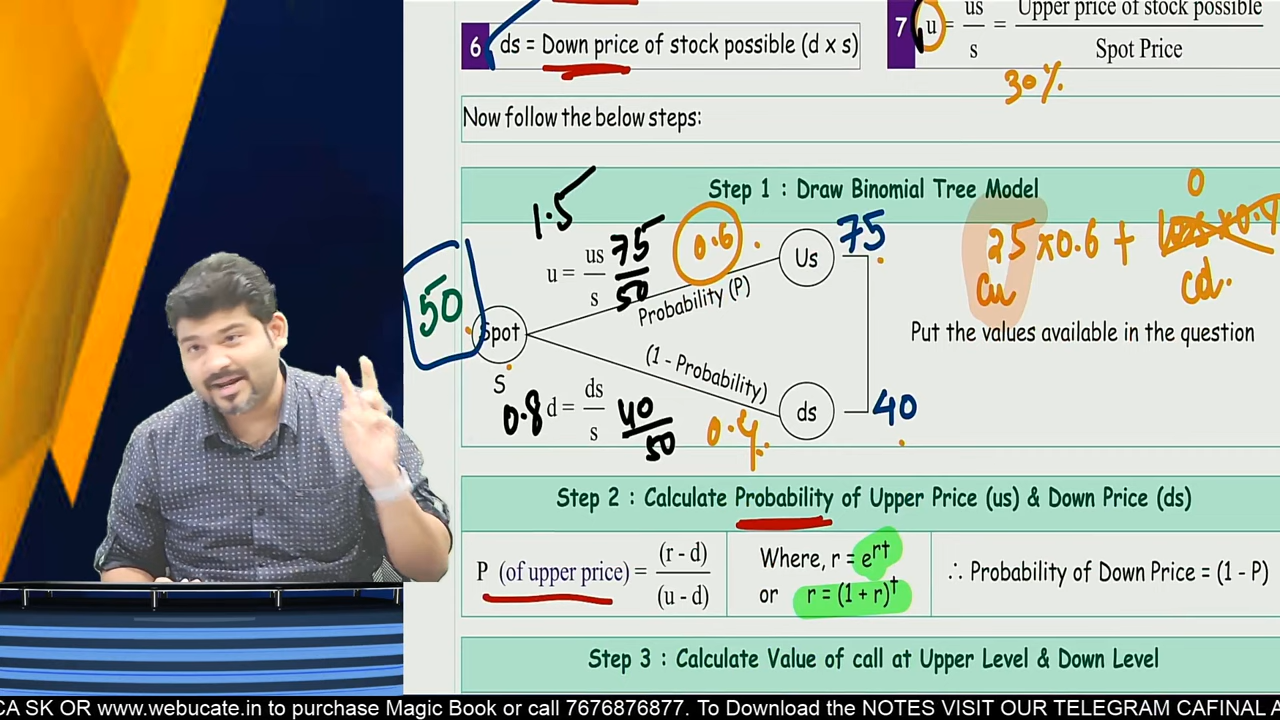 6 ds = Down price of stock possible (d x s)
7 u = us/s = Upper price of stock possible / Spot Price
30%
Now follow the below steps:
Step 1 : Draw Binomial Tree Model
1.5
u = us/s 75/50
0.6
Probability (P)
Us
75
25 x 0.6 +
0
x 0.4
cu
cd
50
Spot
S
Put the values available in the question
(1 - Probability)
0.8 d = ds/s 40/50
0.4
ds
40
Step 2 : Calculate Probability of Upper Price (us) & Down Price (ds)
P (of upper price) = (r - d)/(u - d)
Where, r = e^rt
or r = (1 + r)^t
∴ Probability of Down Price = (1 - P)
Step 3 : Calculate Value of call at Upper Level & Down Level
CA SK OR www.webucate.in to purchase Magic Book or call 7676876877. To Download the NOTES VISIT OUR TELEGRAM CAFINAL A